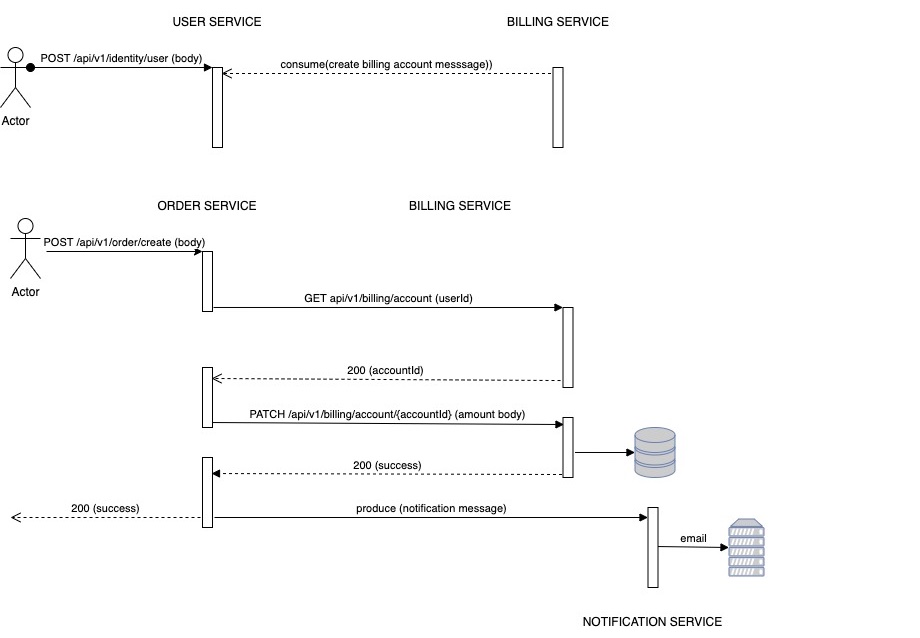 USER SERVICE
BILLING SERVICE
POST /api/v1/identity/user (body)
consume(create billing account messsage))
Actor
ORDER SERVICE
BILLING SERVICE
POST /api/v1/order/create (body)
Actor
GET api/v1/billing/account (userId)
200 (accountId)
PATCH /api/v1/billing/account/{accountId} (amount body)
200 (success)
200 (success)
produce (notification message)
email
NOTIFICATION SERVICE